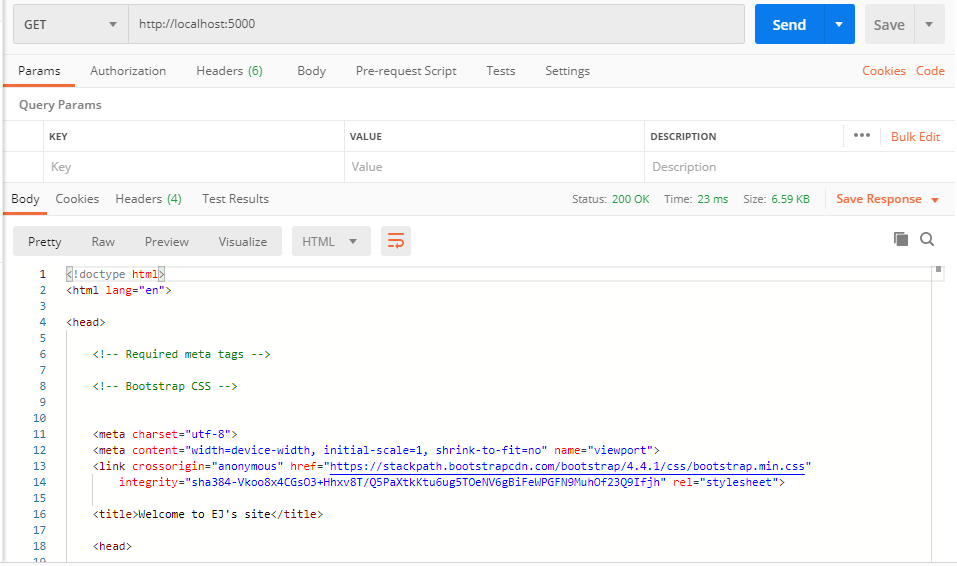 GET http://localhost:5000 Send Save
Params Authorization Headers (6) Body Pre-request Script Tests Settings Cookies Code
Query Params
KEY VALUE DESCRIPTION ••• Bulk Edit
Key Value Description
Body Cookies Headers (4) Test Results Status: 200 OK Time: 23 ms Size: 6.59 KB Save Response
Pretty Raw Preview Visualize HTML
1 <!doctype html>
2 <html lang="en">
3
4 <head>
5
6 <!-- Required meta tags -->
7
8 <!-- Bootstrap CSS -->
9
10
11 <meta charset="utf-8">
12 <meta content="width=device-width, initial-scale=1, shrink-to-fit=no" name="viewport">
13 <link crossorigin="anonymous" href="https://stackpath.bootstrapcdn.com/bootstrap/4.4.1/css/bootstrap.min.css"
14 integrity="sha384-Vkoo8x4CGsO3+Hhxv8T/Q5PaXtkKtu6ug5TOeNV6gBiFeWPGFN9MuhOf23Q9Ifjh" rel="stylesheet">
15
16 <title>Welcome to EJ's site</title>
17
18 <head>
19